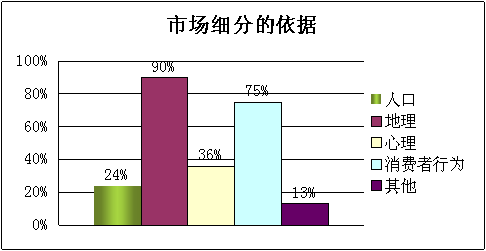 市场细分的依据
100%
80%
60%
40%
20%
0%
24%
90%
36%
75%
13%
人口
地理
心理
消费者行为
其他